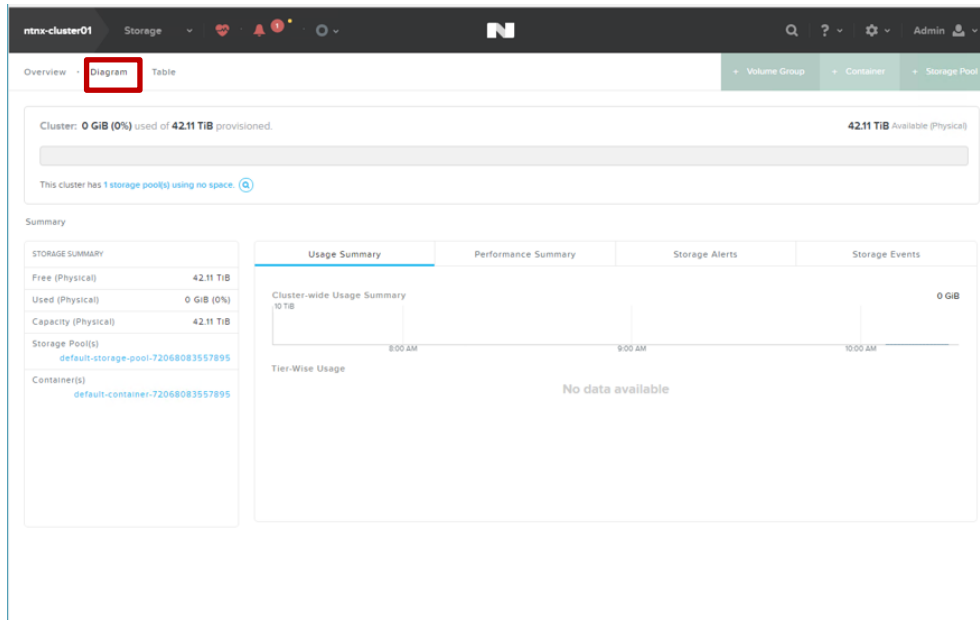 ntnx-cluster01 Storage 1 ? Admin
Overview · Diagram Table + Volume Group + Container + Storage Pool
Cluster: 0 GiB (0%) used of 42.11 TiB provisioned. 42.11 TiB Available (Physical)
This cluster has 1 storage pool(s) using no space.
Summary
STORAGE SUMMARY
Free (Physical) 42.11 TiB
Used (Physical) 0 GiB (0%)
Capacity (Physical) 42.11 TiB
Storage Pool(s)
default-storage-pool-72068083557895
Container(s)
default-container-72068083557895
Usage Summary Performance Summary Storage Alerts Storage Events
Cluster-wide Usage Summary 0 GiB
10 TiB
8:00 AM 9:00 AM 10:00 AM
Tier-Wise Usage
No data available